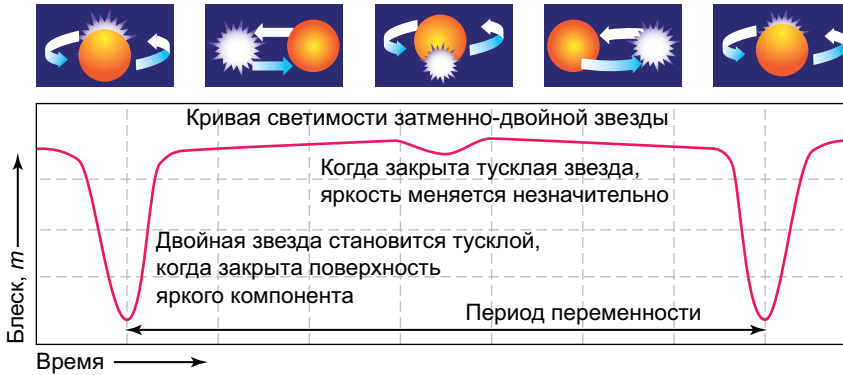 Кривая светимости затменно-двойной звезды
Когда закрыта тусклая звезда,
яркость меняется незначительно
Двойная звезда становится тусклой,
когда закрыта поверхность
яркого компонента
Период переменности
Блеск, m
Время